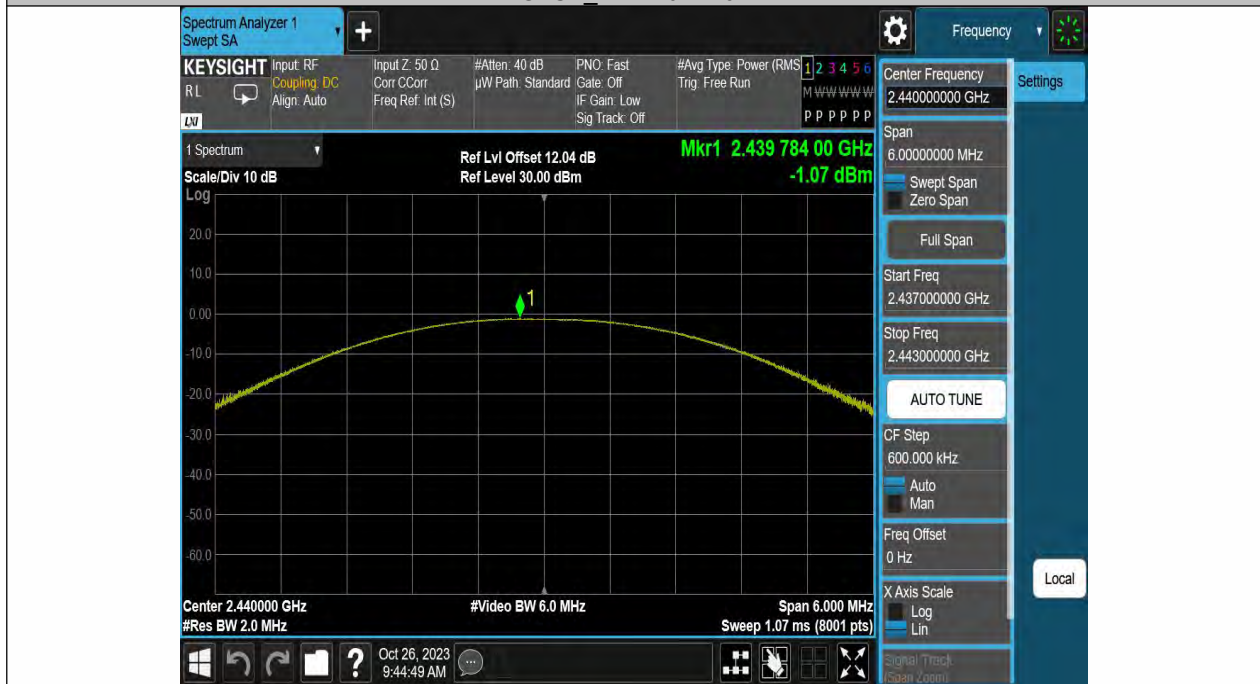 Spectrum Analyzer 1
Swept SA
+
Frequency
KEYSIGHT
RL
LXI
Input: RF
Coupling: DC
Align: Auto
Input Z: 50 Ω
Corr CCorr
Freq Ref: Int (S)
#Atten: 40 dB
µW Path: Standard
PNO: Fast
Gate: Off
IF Gain: Low
Sig Track: Off
#Avg Type: Power (RMS
Trig: Free Run
1 2 3 4 5 6
M W W W W W
P P P P P P
1 Spectrum
Scale/Div 10 dB
Log
Ref Lvl Offset 12.04 dB
Ref Level 30.00 dBm
Mkr1 2.439 784 00 GHz
-1.07 dBm
20.0
10.0
0.00
-10.0
-20.0
-30.0
-40.0
-50.0
-60.0
1
Center 2.440000 GHz
#Res BW 2.0 MHz
#Video BW 6.0 MHz
Span 6.000 MHz
Sweep 1.07 ms (8001 pts)
?
Oct 26, 2023
9:44:49 AM
Center Frequency
2.440000000 GHz
Span
6.00000000 MHz
Swept Span
Zero Span
Full Span
Start Freq
2.437000000 GHz
Stop Freq
2.443000000 GHz
AUTO TUNE
CF Step
600.000 kHz
Auto
Man
Freq Offset
0 Hz
X Axis Scale
Log
Lin
Signal Track
(Span Zoom)
Settings
Local